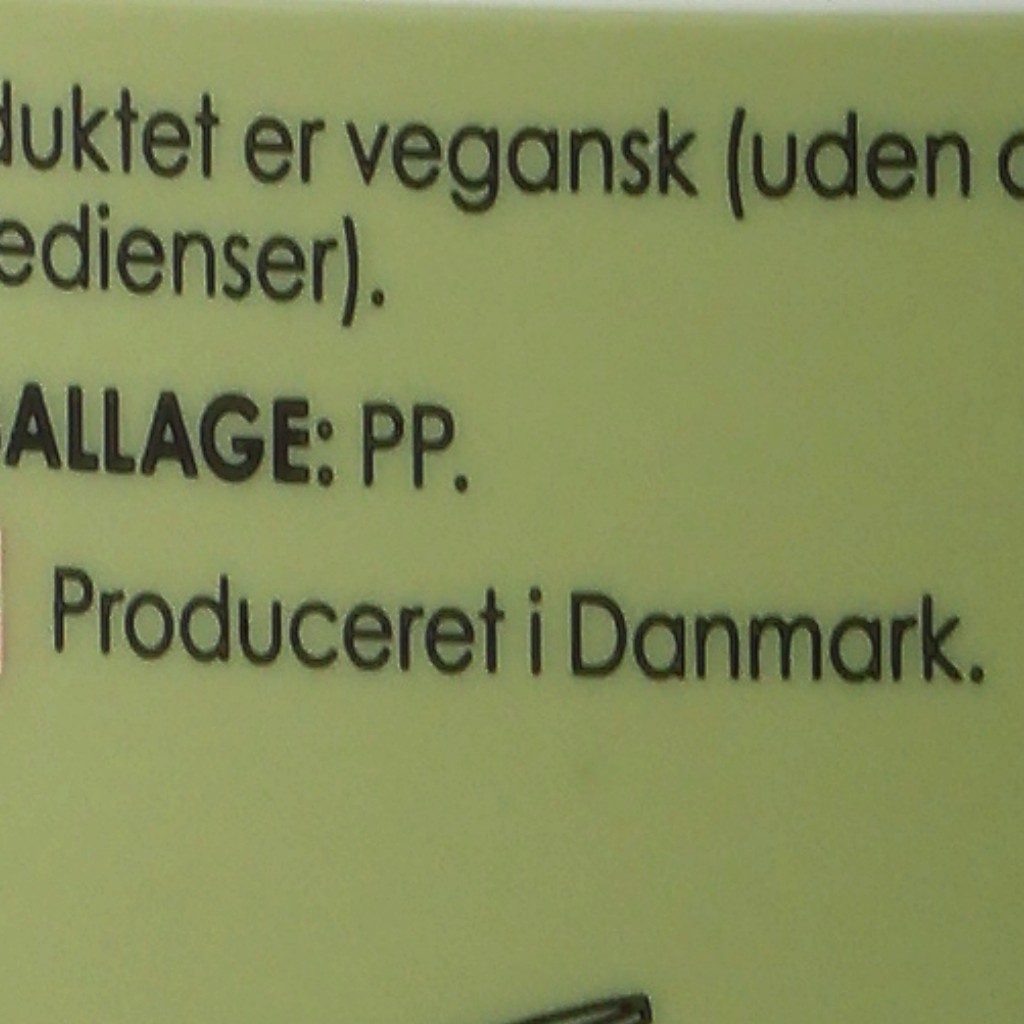 duktet er vegansk (uden
edienser).
ALLAGE: PP.
Produceret i Danmark.